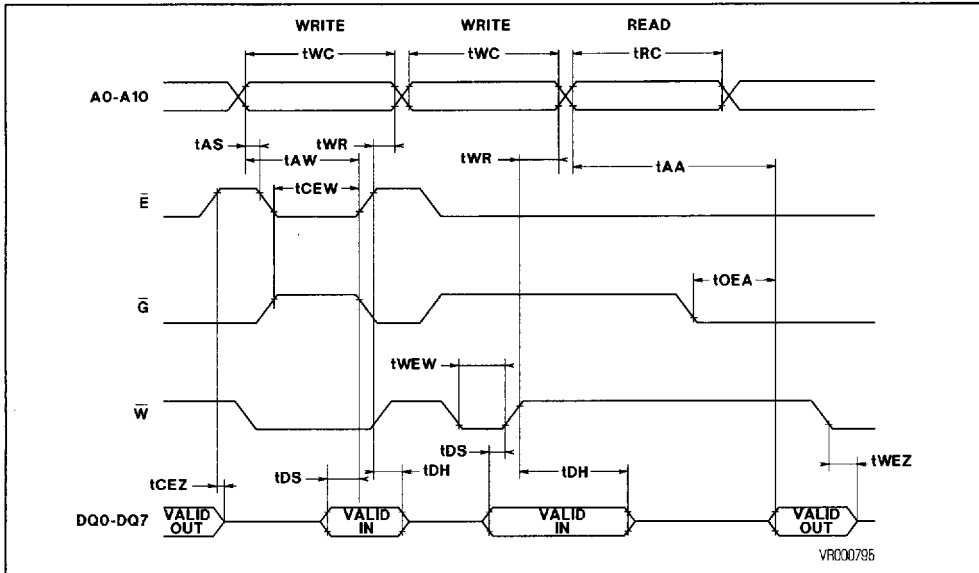 WRITE WRITE READ
tWC tWC tRC
A0-A10
tAS tWR
tAW tWR tAA
tCEW
E̅
tOEA
G̅
tWEW
W̅
tDS
tCEZ tDS tDH tDH tWEZ
DQ0-DQ7 VALID OUT VALID IN VALID IN VALID OUT
VR000795